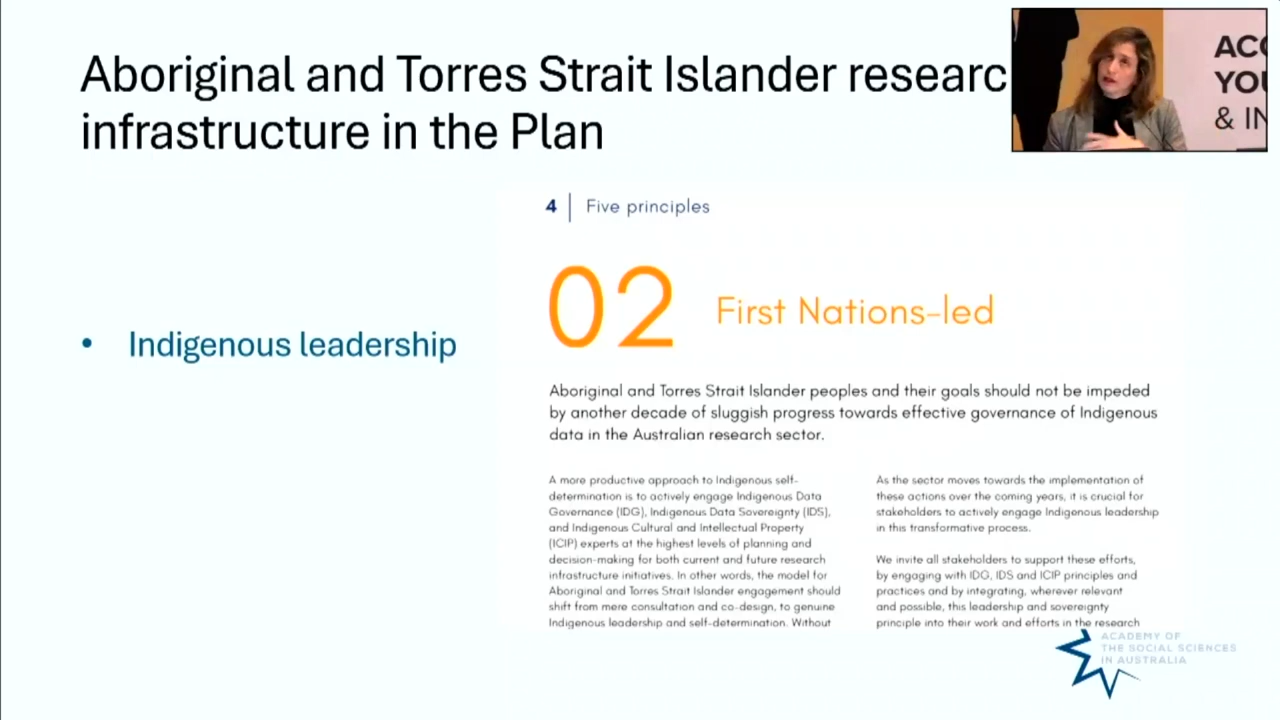 Aboriginal and Torres Strait Islander researc
infrastructure in the Plan
ACC
YOU
& IN
4 | Five principles
02 First Nations-led
• Indigenous leadership
Aboriginal and Torres Strait Islander peoples and their goals should not be impeded
by another decade of sluggish progress towards effective governance of Indigenous
data in the Australian research sector.
A more productive approach to Indigenous self-
determination is to actively engage Indigenous Data
Governance (IDG), Indigenous Data Sovereignty (IDS),
and Indigenous Cultural and Intellectual Property
(ICIP) experts at the highest levels of planning and
decision-making for both current and future research
infrastructure initiatives. In other words, the model for
Aboriginal and Torres Strait Islander engagement should
shift from mere consultation and co-design, to genuine
Indigenous leadership and self-determination. Without
As the sector moves towards the implementation of
these actions over the coming years, it is crucial for
stakeholders to actively engage Indigenous leadership
in this transformative process.
We invite all stakeholders to support these efforts,
by engaging with IDG, IDS and ICIP principles and
practices and by integrating, wherever relevant
and possible, this leadership and sovereignty
principle into their work and efforts in the research
ACADEMY OF
THE SOCIAL SCIENCES
IN AUSTRALIA